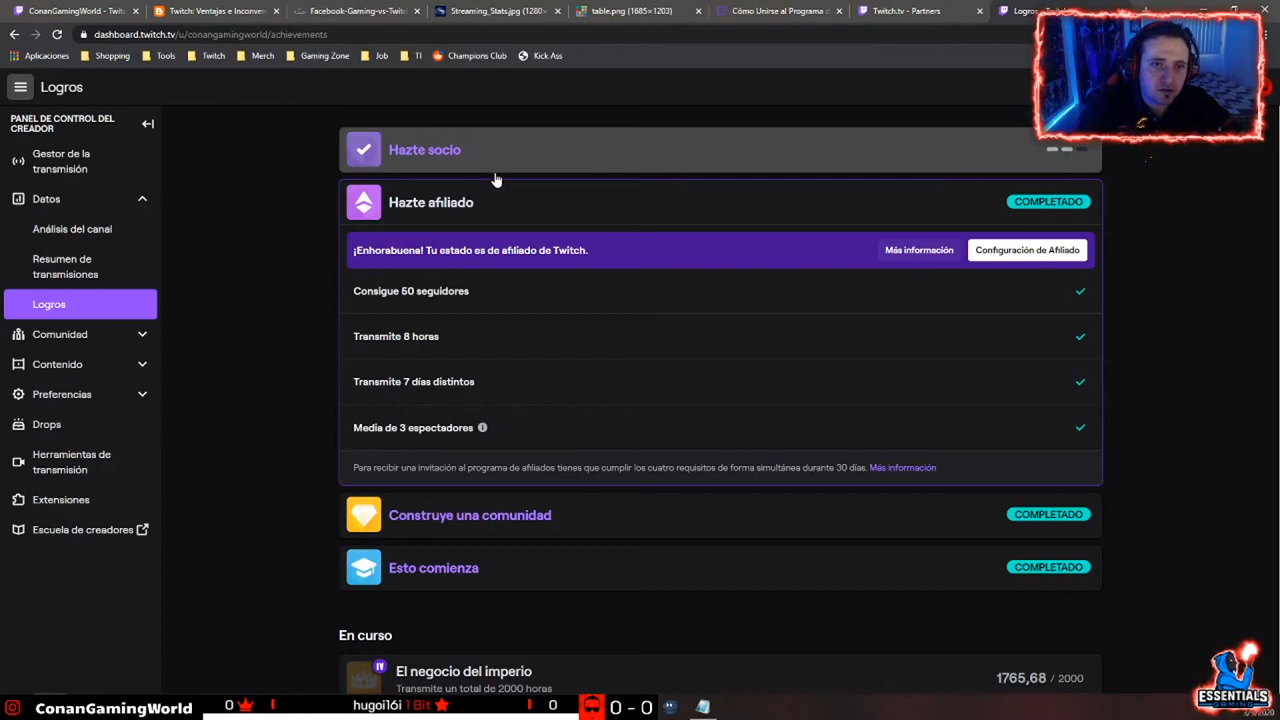 ConanGamingWorld - Twitc
Twitch: Ventajas e Inconven
Facebook-Gaming-vs-Twitc
Streaming_Stats.jpg (1280×
table.png (1685×1203)
Cómo Unirse al Programa d
Twitch.tv - Partners
Logros
dashboard.twitch.tv/u/conangamingworld/achievements
Aplicaciones
Shopping
Tools
Twitch
Merch
Gaming Zone
Job
TI
Champions Club
Kick Ass
Logros
PANEL DE CONTROL DEL
CREADOR
Gestor de la
transmisión
Datos
Análisis del canal
Resumen de
transmisiones
Logros
Comunidad
Contenido
Preferencias
Drops
Herramientas de
transmisión
Extensiones
Escuela de creadores
Hazte socio
Hazte afiliado
COMPLETADO
¡Enhorabuena! Tu estado es de afiliado de Twitch.
Más información
Configuración de Afiliado
Consigue 50 seguidores
Transmite 8 horas
Transmite 7 días distintos
Media de 3 espectadores
Para recibir una invitación al programa de afiliados tienes que cumplir los cuatro requisitos de forma simultánea durante 30 días. Más información
Construye una comunidad
COMPLETADO
Esto comienza
COMPLETADO
En curso
IV
El negocio del imperio
Transmite un total de 2000 horas
1765,68 / 2000
ConanGamingWorld
0
hugoi16i 1 Bit
0
0 - 0
ESSENTIALS
GAMING